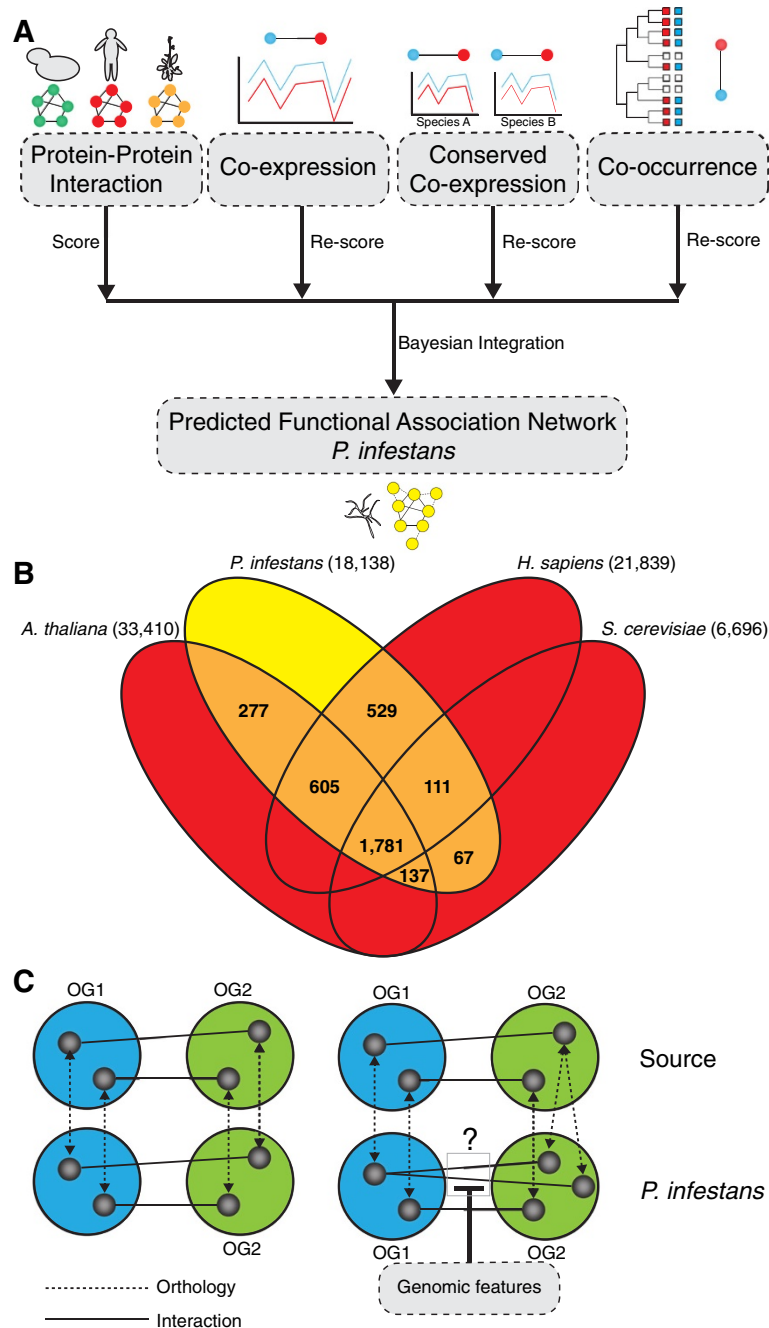 A
Species A
Species B
Protein-Protein
Interaction
Co-expression
Conserved
Co-expression
Co-occurrence
Score
Re-score
Re-score
Re-score
Bayesian Integration
Predicted Functional Association Network
P. infestans
B
P. infestans (18,138)
H. sapiens (21,839)
A. thaliana (33,410)
S. cerevisiae (6,696)
277
529
605
111
1,781
67
137
C
OG1
OG2
OG1
OG2
Source
?
P. infestans
OG2
OG1
OG2
Orthology
Interaction
Genomic features